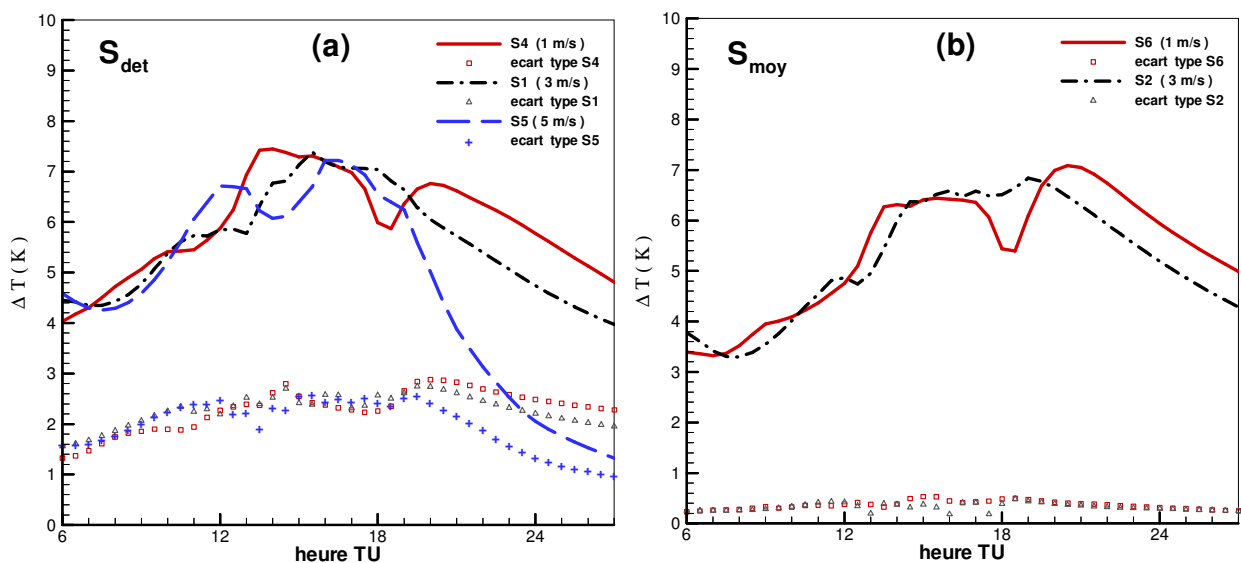 S_det
(a)
S4 (1 m/s)
ecart type S4
S1 ( 3 m/s)
ecart type S1
S5 ( 5 m/s)
ecart type S5
Δ T ( K )
10
9
8
7
6
5
4
3
2
1
0
6
12
18
24
heure TU
S_moy
(b)
S6 (1 m/s)
ecart type S6
S2 ( 3 m/s)
ecart type S2
Δ T ( K )
10
9
8
7
6
5
4
3
2
1
0
6
12
18
24
heure TU